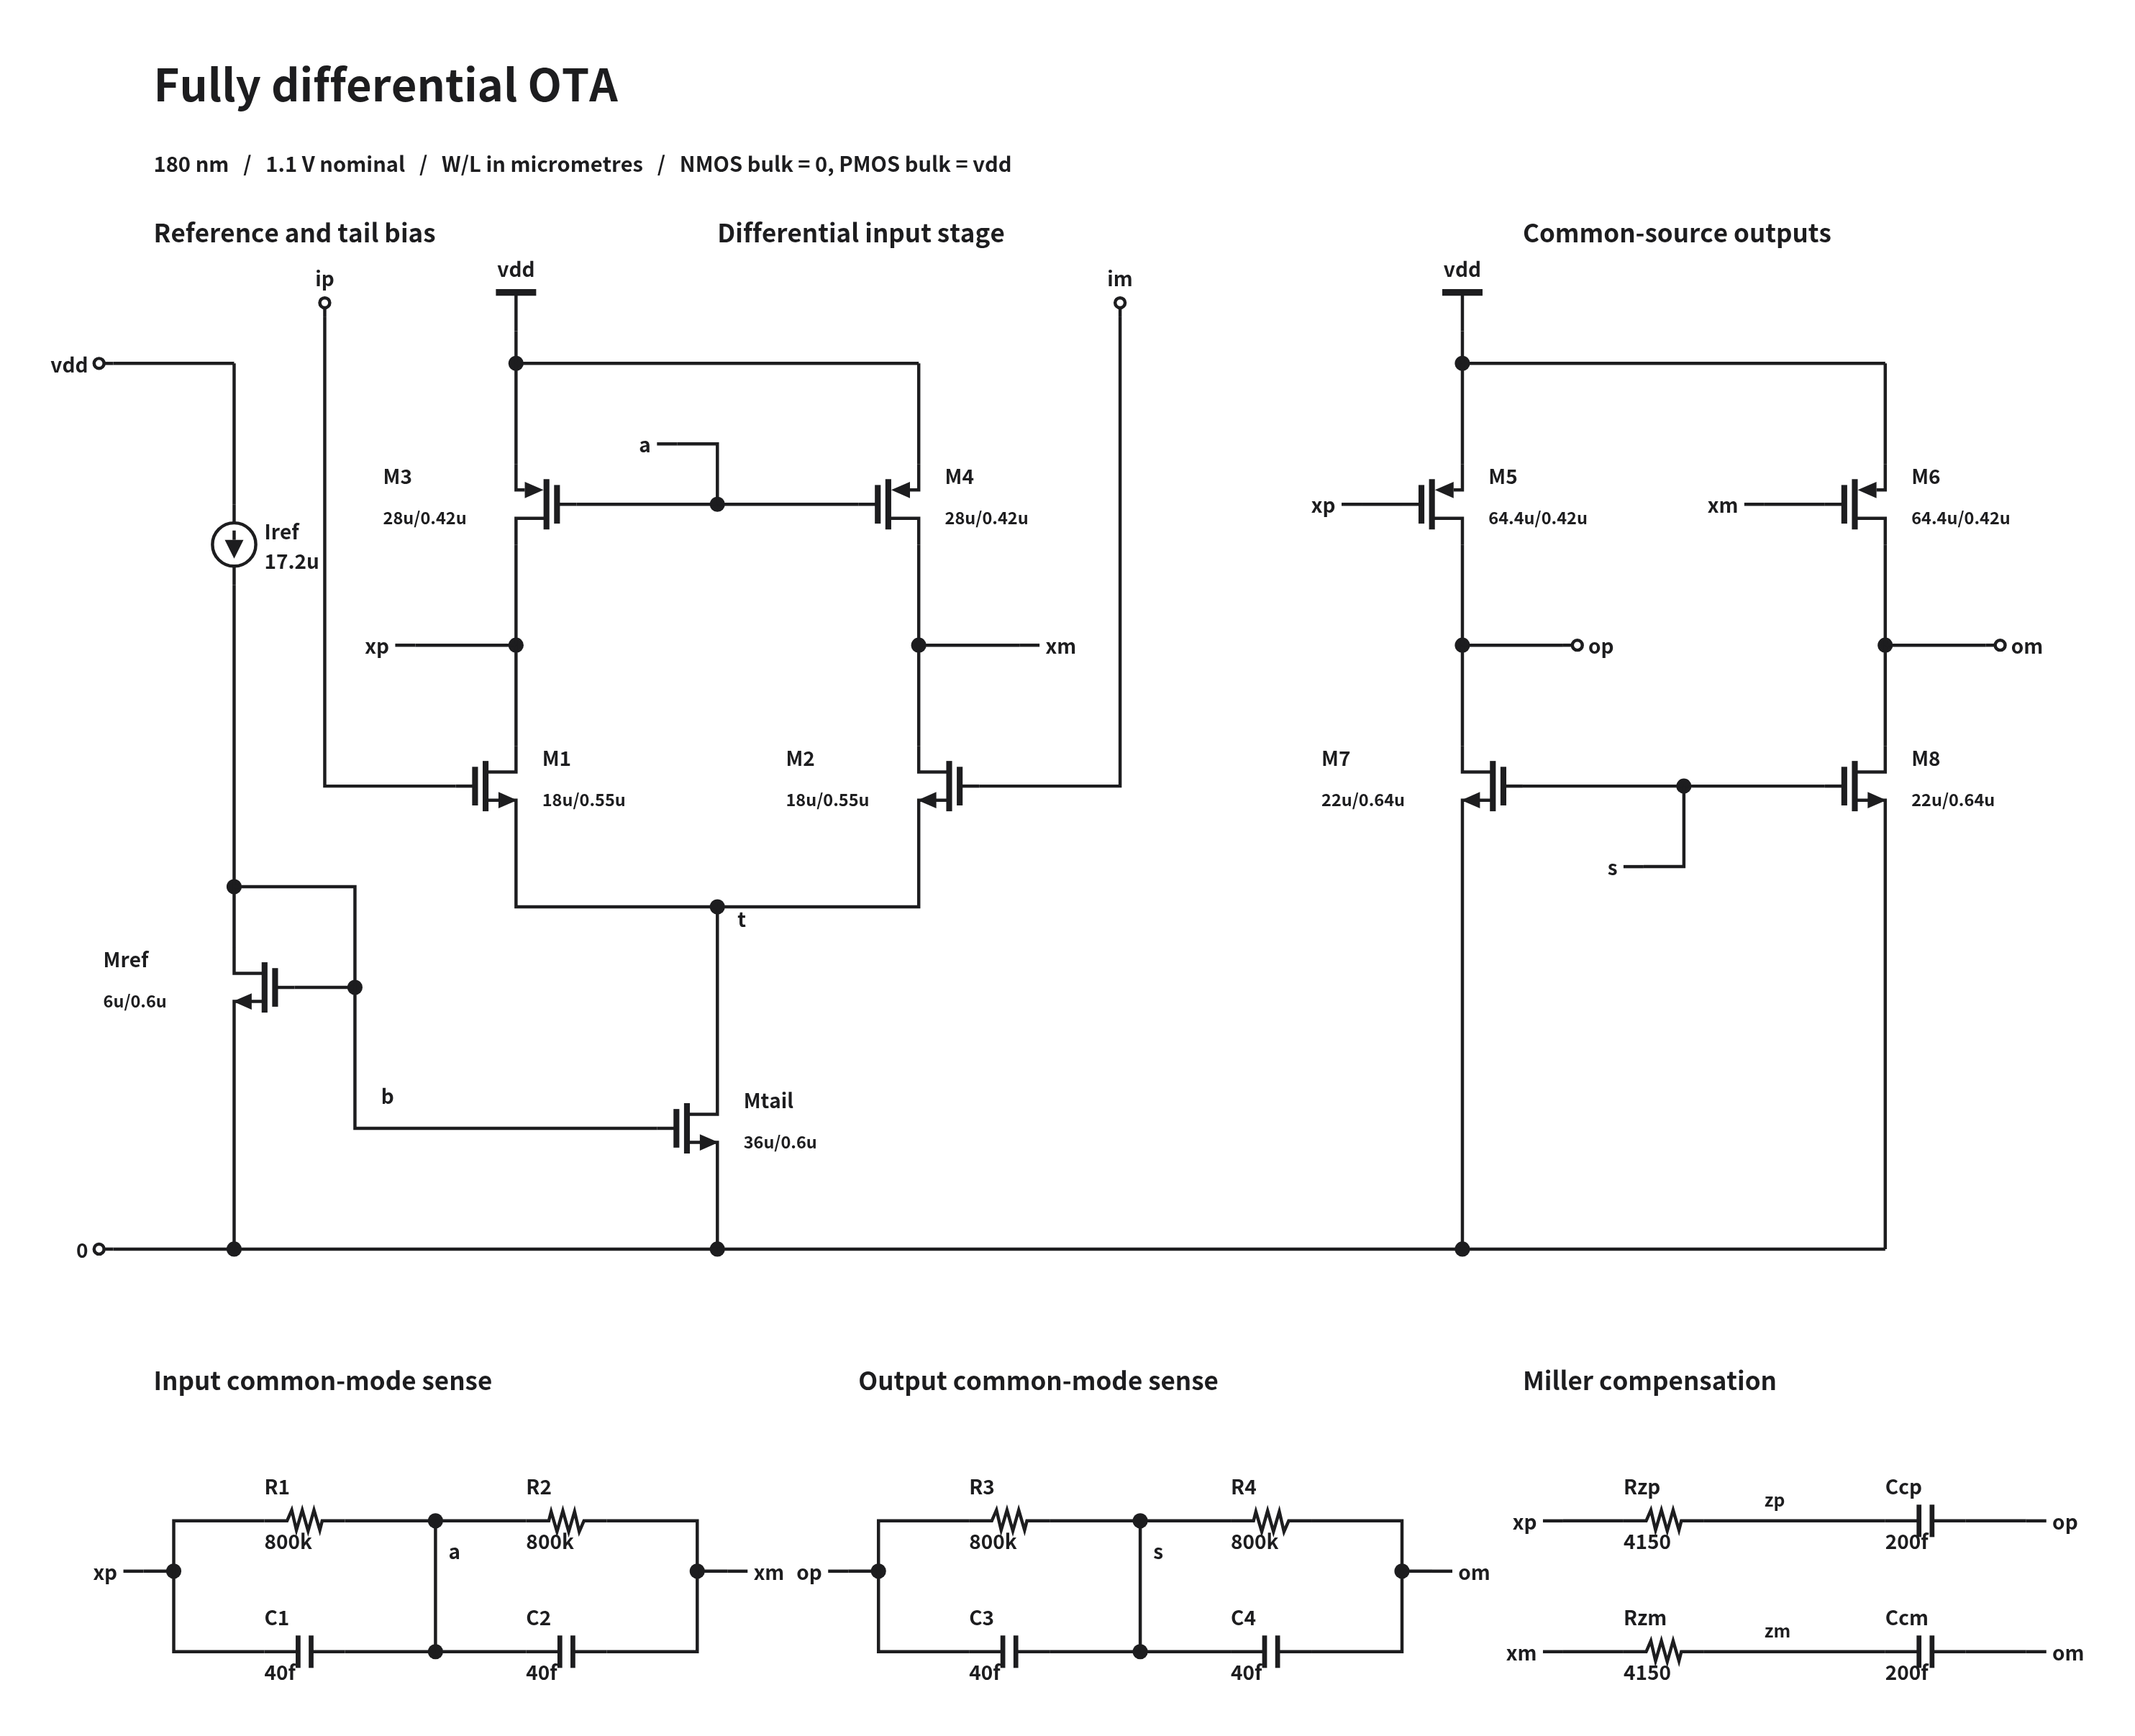 Fully differential OTA
180 nm / 1.1 V nominal / W/L in micrometres / NMOS bulk = 0, PMOS bulk = vdd
Reference and tail bias
Differential input stage
Common-source outputs
ip
vdd
im
vdd
vdd
a
M3
28u/0.42u
M4
28u/0.42u
xp
M5
64.4u/0.42u
xm
M6
64.4u/0.42u
Iref
17.2u
xp
xm
op
om
M1
18u/0.55u
M2
18u/0.55u
M7
22u/0.64u
M8
22u/0.64u
s
t
Mref
6u/0.6u
b
Mtail
36u/0.6u
0
Input common-mode sense
Output common-mode sense
Miller compensation
R1
800k
R2
800k
xp
a
xm
C1
40f
C2
40f
R3
800k
R4
800k
op
s
om
C3
40f
C4
40f
Rzp
4150
zp
Ccp
200f
xp
op
Rzm
4150
zm
Ccm
200f
xm
om